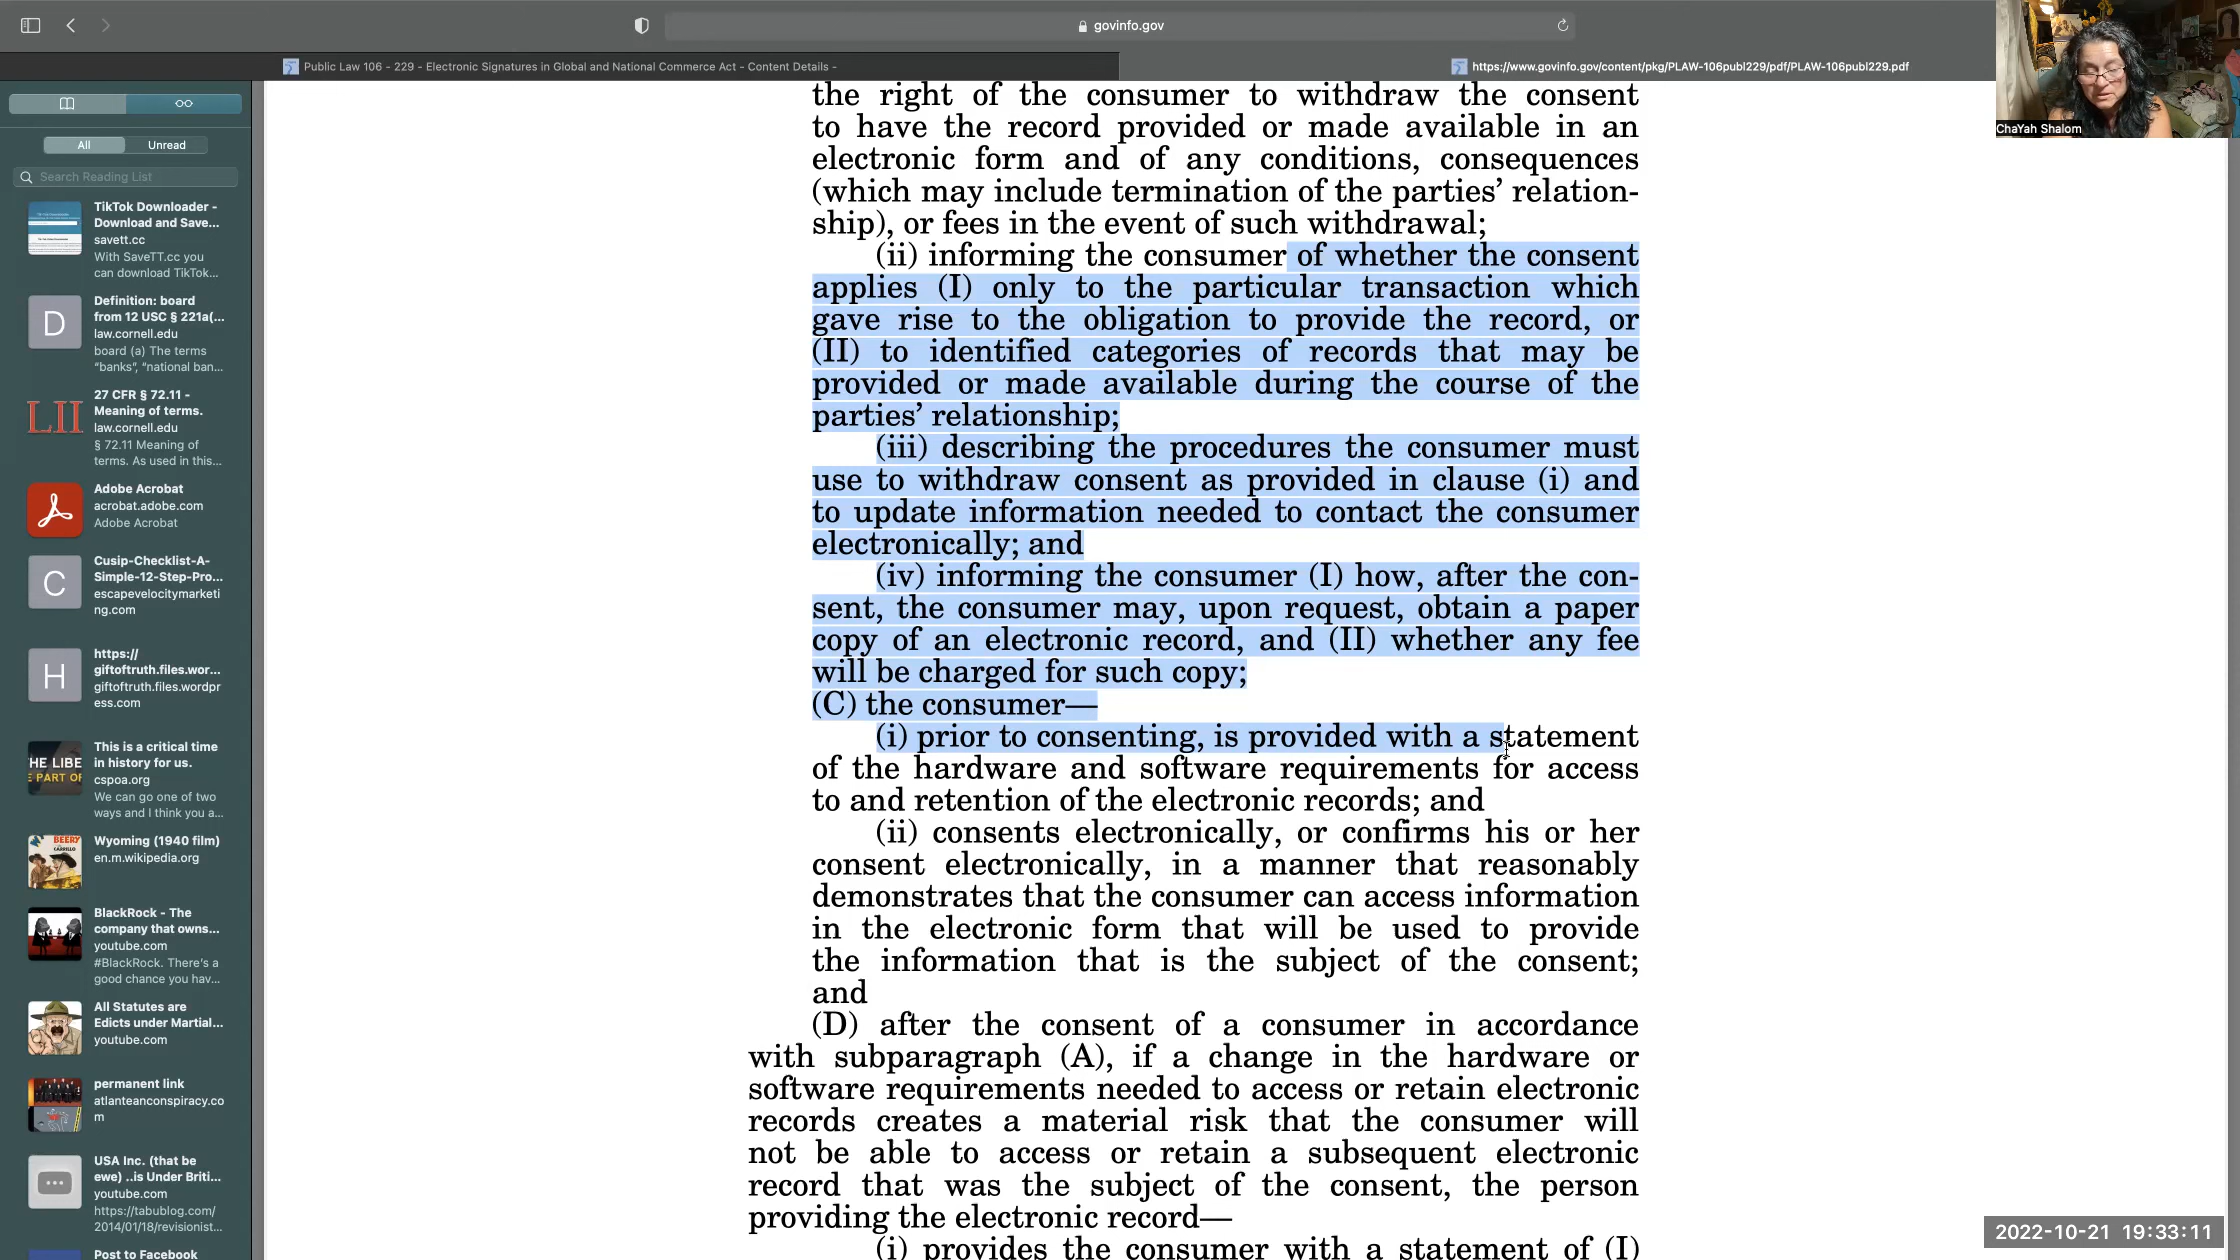 govinfo.gov
Public Law 106 - 229 - Electronic Signatures in Global and National Commerce Act - Content Details -
https://www.govinfo.gov/content/pkg/PLAW-106publ229/pdf/PLAW-106publ229.pdf
All
Unread
Search Reading List
TikTok Downloader -
Download and Save...
savett.cc
With SaveTT.cc you
can download TikTok...
D
Definition: board
from 12 USC § 221a(...
law.cornell.edu
board (a) The terms
“banks”, “national ban...
LII
27 CFR § 72.11 -
Meaning of terms.
law.cornell.edu
§ 72.11 Meaning of
terms. As used in this...
Adobe Acrobat
acrobat.adobe.com
Adobe Acrobat
C
Cusip-Checklist-A-
Simple-12-Step-Pro...
escapevelocitymarketi
ng.com
H
https://
giftoftruth.files.wor...
giftoftruth.files.wordpr
ess.com
THE LIBE
E PART OF
This is a critical time
in history for us.
cspoa.org
We can go one of two
ways and I think you a...
BEERY
Wyoming (1940 film)
en.m.wikipedia.org
BlackRock - The
company that owns...
youtube.com
#BlackRock. There's a
good chance you hav...
All Statutes are
Edicts under Martial...
youtube.com
permanent link
atlanteanconspiracy.co
m
USA Inc. (that be
ewe) ..is Under Briti...
youtube.com
https://tabublog.com/
2014/01/18/revisionist...
Post to Facebook
the right of the consumer to withdraw the consent
to have the record provided or made available in an
electronic form and of any conditions, consequences
(which may include termination of the parties’ relation-
ship), or fees in the event of such withdrawal;
(ii) informing the consumer of whether the consent
applies (I) only to the particular transaction which
gave rise to the obligation to provide the record, or
(II) to identified categories of records that may be
provided or made available during the course of the
parties’ relationship;
(iii) describing the procedures the consumer must
use to withdraw consent as provided in clause (i) and
to update information needed to contact the consumer
electronically; and
(iv) informing the consumer (I) how, after the con-
sent, the consumer may, upon request, obtain a paper
copy of an electronic record, and (II) whether any fee
will be charged for such copy;
(C) the consumer—
(i) prior to consenting, is provided with a statement
of the hardware and software requirements for access
to and retention of the electronic records; and
(ii) consents electronically, or confirms his or her
consent electronically, in a manner that reasonably
demonstrates that the consumer can access information
in the electronic form that will be used to provide
the information that is the subject of the consent;
and
(D) after the consent of a consumer in accordance
with subparagraph (A), if a change in the hardware or
software requirements needed to access or retain electronic
records creates a material risk that the consumer will
not be able to access or retain a subsequent electronic
record that was the subject of the consent, the person
providing the electronic record—
(i) provides the consumer with a statement of (I)
ChaYah Shalom
2022-10-21 19:33:11